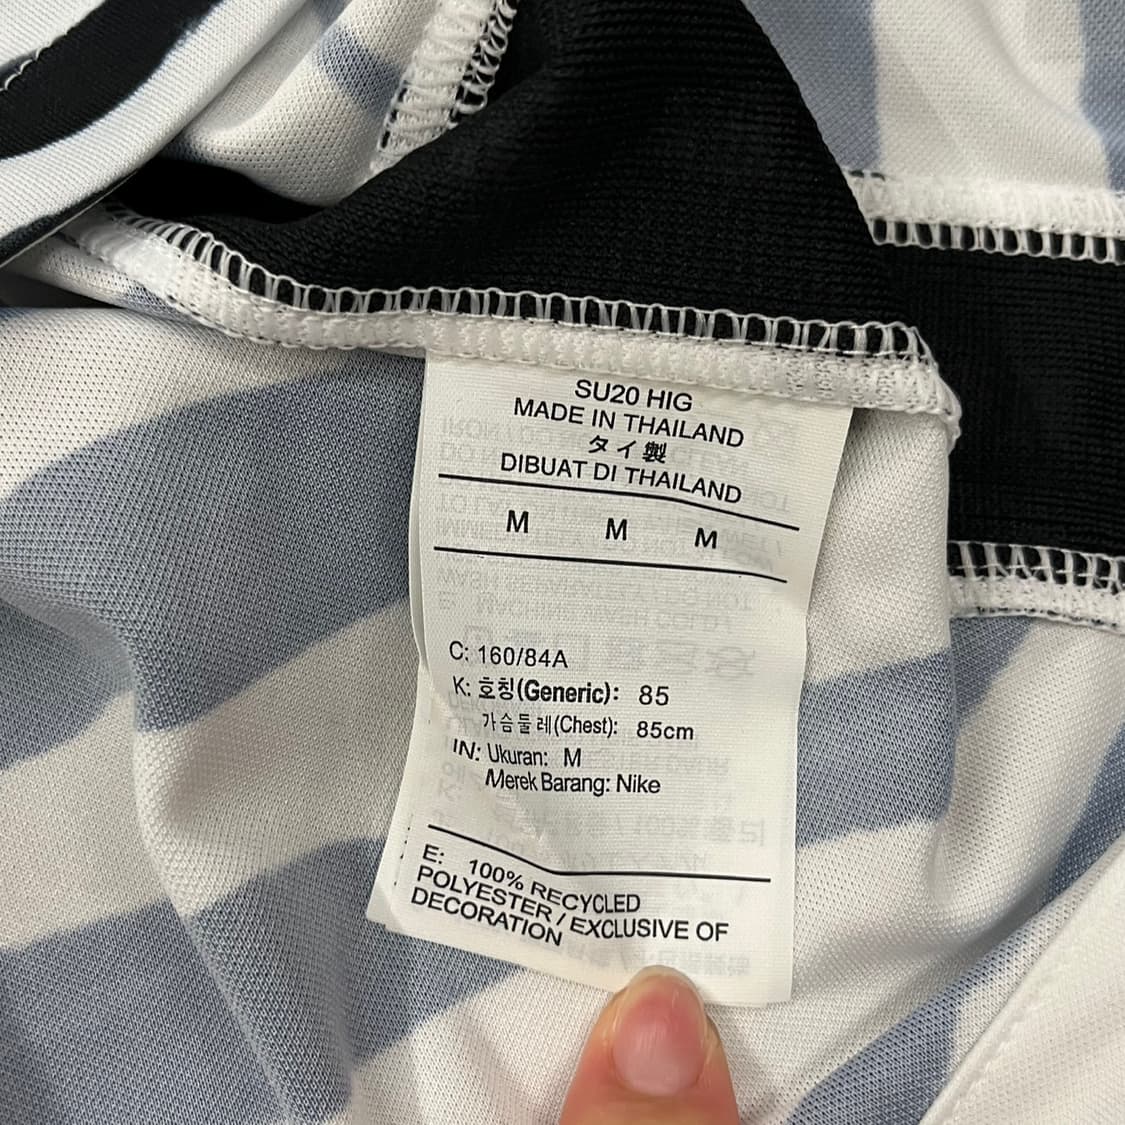 SU20 HIG
MADE IN THAILAND
タイ製
DIBUAT DI THAILAND
M M M
C: 160/84A
K: 호칭(Generic): 85
가슴둘레(Chest): 85cm
IN: Ukuran: M
Merek Barang: Nike
E: 100% RECYCLED
POLYESTER / EXCLUSIVE OF
DECORATION